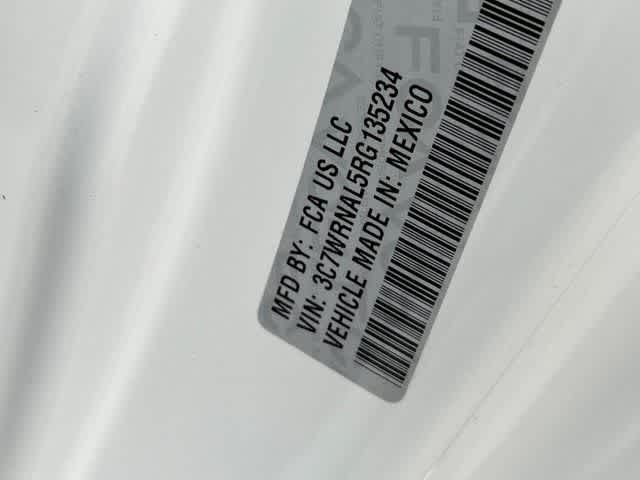 MFD BY: FCA US LLC
VIN: 3C7WRNAL5RG135234
VEHICLE MADE IN: MEXICO